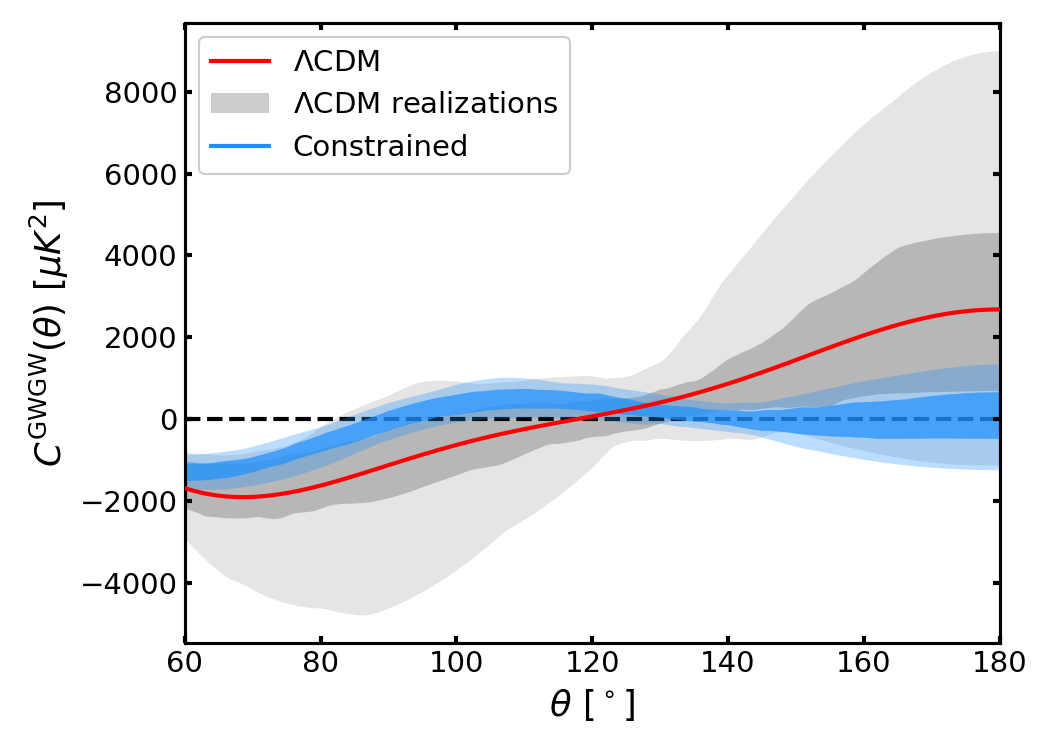 ΛCDM
ΛCDM realizations
Constrained
C^GWGW(θ) [μK²]
8000
6000
4000
2000
0
−2000
−4000
60 80 100 120 140 160 180
θ [°]